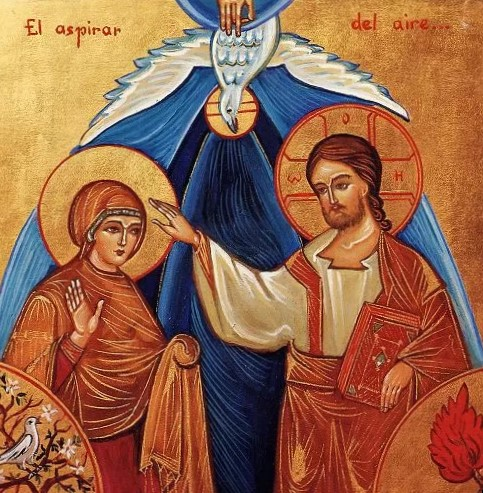 El aspirar del aire...
Ѡ O H